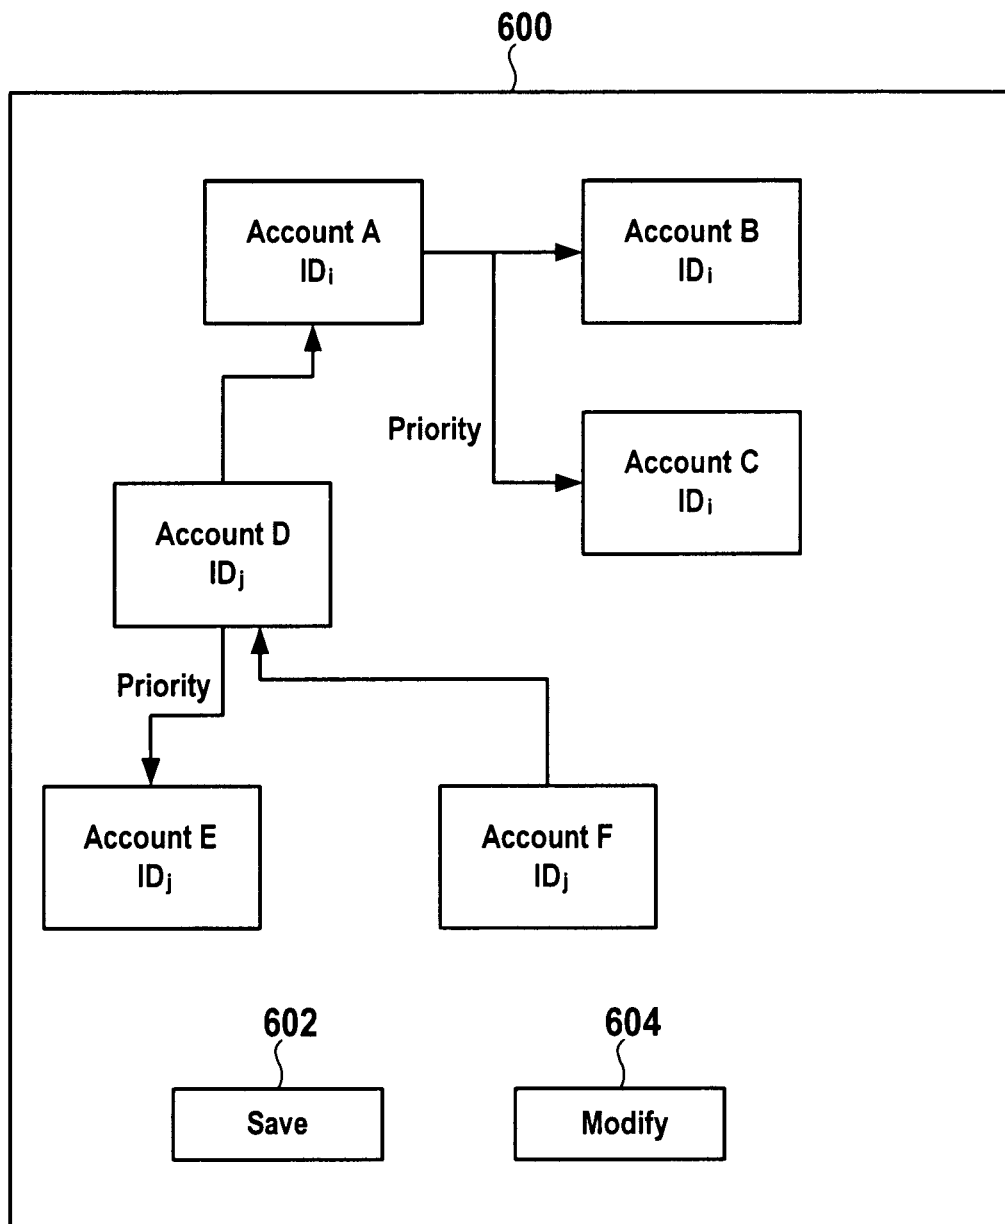 600
Account A
IDi
Account B
IDi
Priority
Account C
IDi
Account D
IDj
Priority
Account E
IDj
Account F
IDj
602
604
Save
Modify